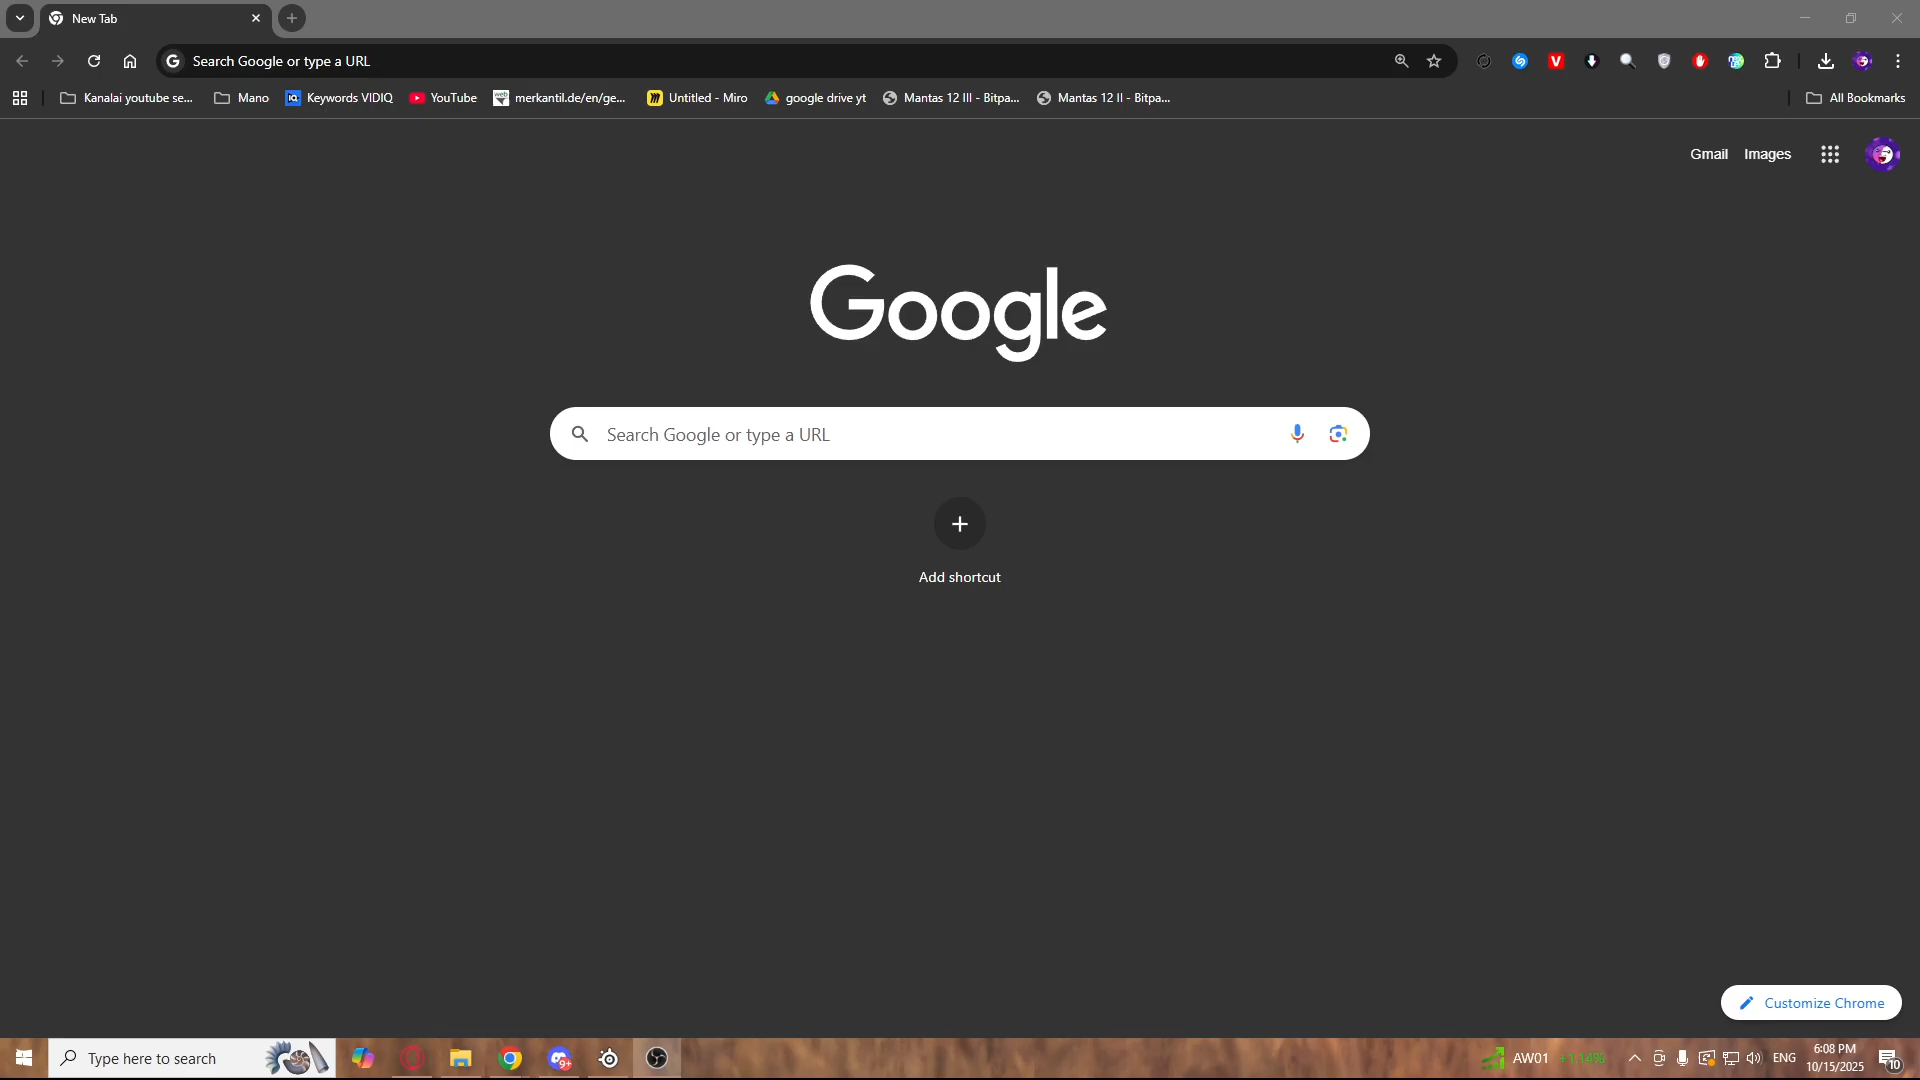 New Tab
Search Google or type a URL
Kanalai youtube se...
Mano
Keywords VIDIQ
YouTube
merkantil.de/en/ge...
Untitled - Miro
google drive yt
Mantas 12 III - Bitpa...
Mantas 12 II - Bitpa...
All Bookmarks
Gmail
Images
Google
Search Google or type a URL
Add shortcut
Customize Chrome
Type here to search
9+
AW01 +1.14%
ENG
6:08 PM
10/15/2025
10